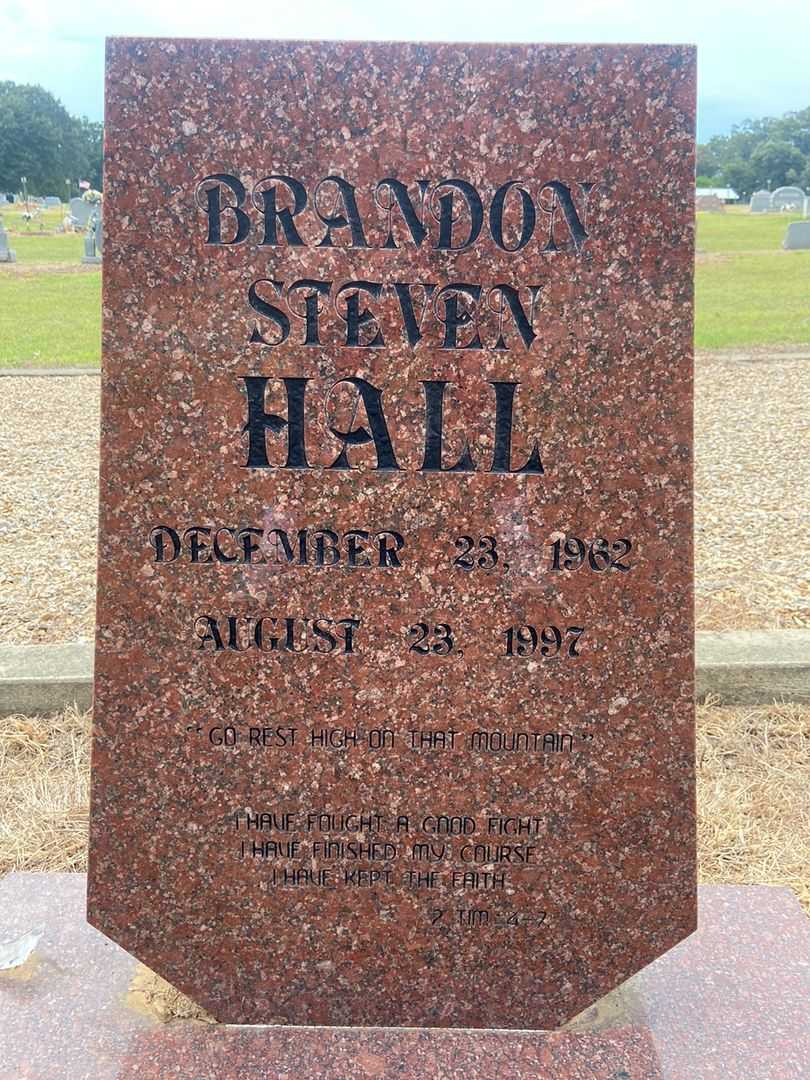 BRANDON
STEVEN
HALL
DECEMBER 23, 1962
AUGUST 23, 1997
"GO REST HIGH ON THAT MOUNTAIN"
I HAVE FOUGHT A GOOD FIGHT
I HAVE FINISHED MY COURSE
I HAVE KEPT THE FAITH
2 TIM 4-7